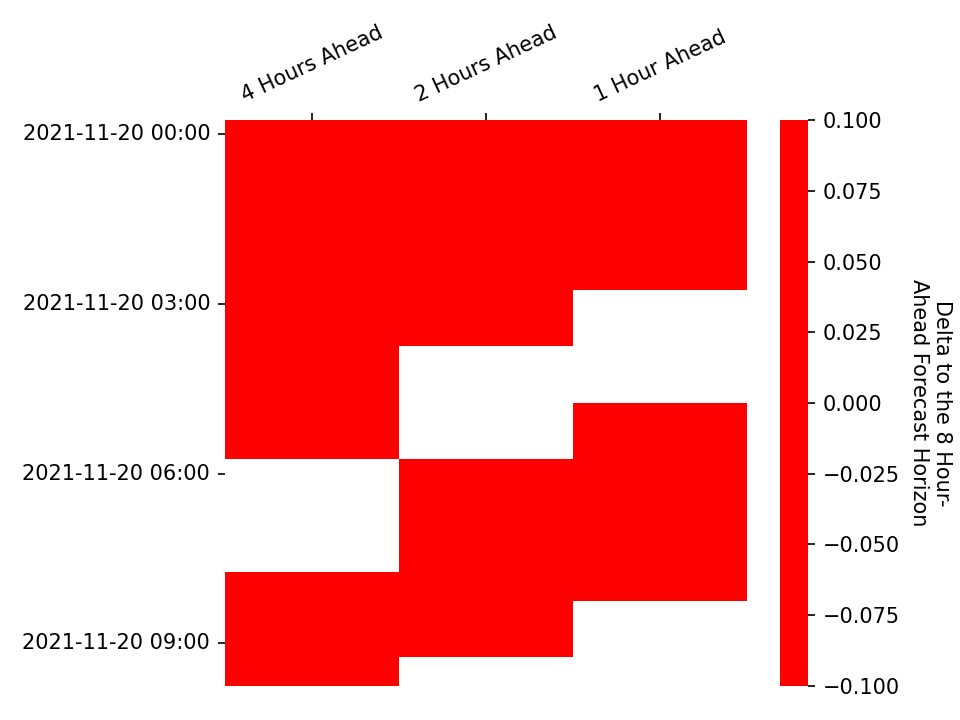 4 Hours Ahead
2 Hours Ahead
1 Hour Ahead
2021-11-20 00:00
2021-11-20 03:00
2021-11-20 06:00
2021-11-20 09:00
0.100
0.075
0.050
0.025
0.000
−0.025
−0.050
−0.075
−0.100
Delta to the 8 Hour-
Ahead Forecast Horizon